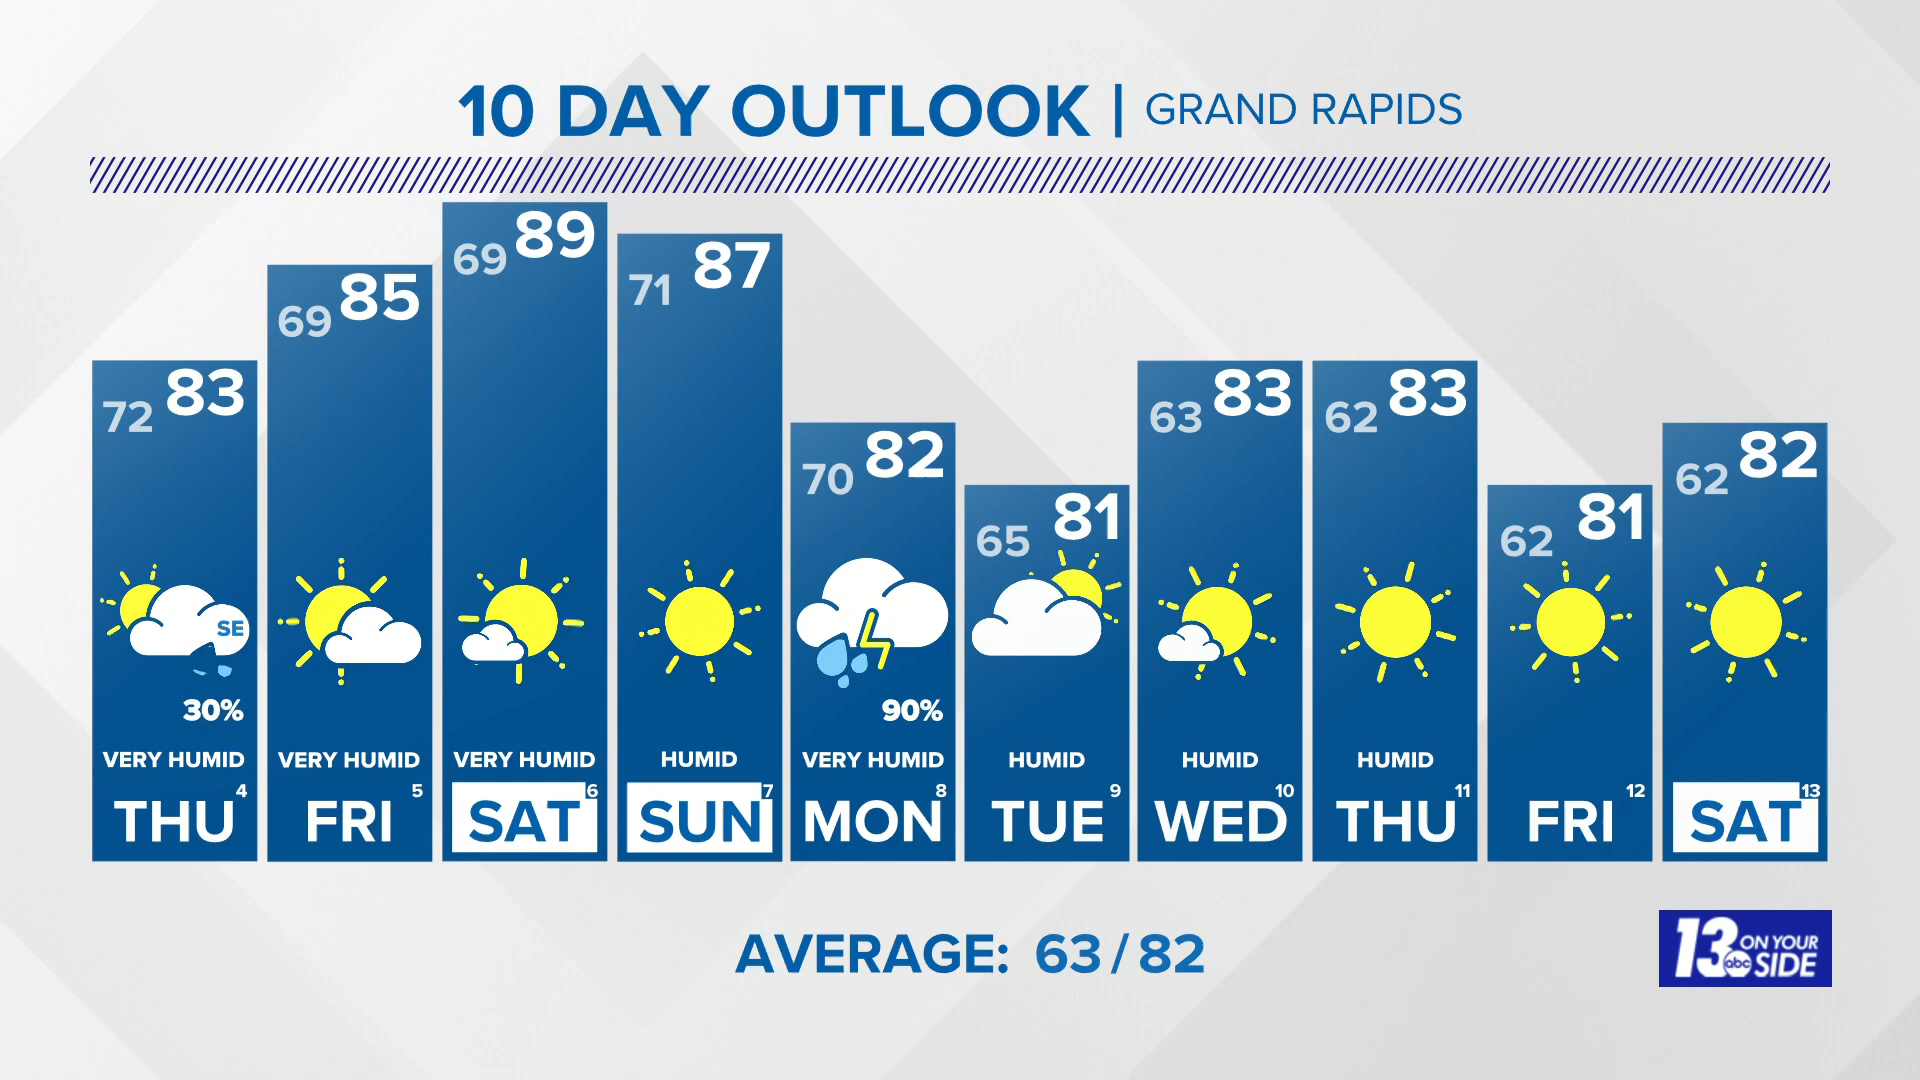 10 DAY OUTLOOK | GRAND RAPIDS
72 83
SE
30%
VERY HUMID
THU 4
69 85
VERY HUMID
FRI 5
69 89
VERY HUMID
SAT 6
71 87
HUMID
SUN 7
70 82
90%
VERY HUMID
MON 8
65 81
HUMID
TUE 9
63 83
HUMID
WED 10
62 83
HUMID
THU 11
62 81
FRI 12
62 82
SAT 13
AVERAGE: 63 / 82
13 abc ON YOUR SIDE